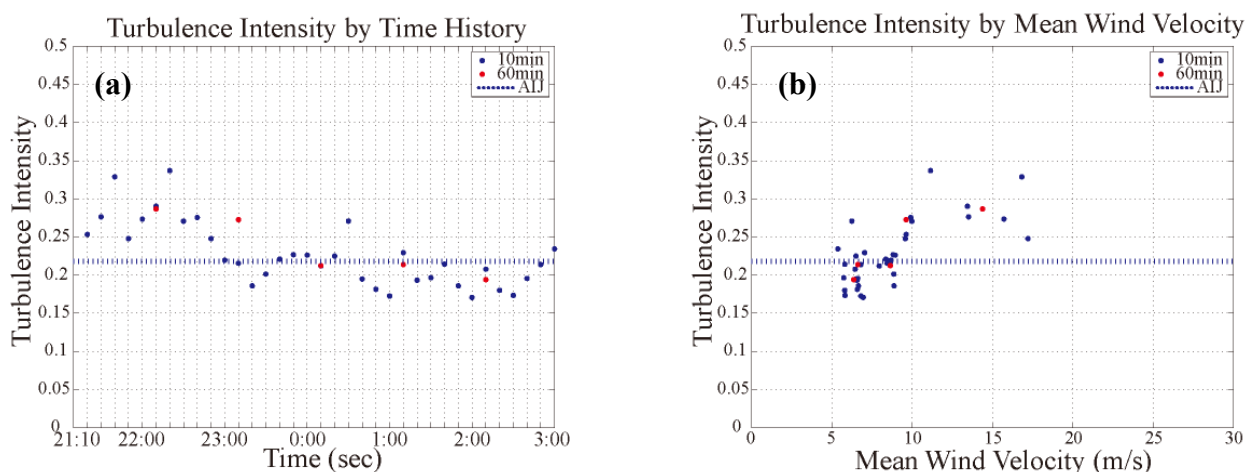 Turbulence Intensity by Time History
0.5
0.45
0.4
0.35
0.3
0.25
0.2
0.15
0.1
0.05
0
(a)
10min
60min
AIJ
Turbulence Intensity
21:10 22:00 23:00 0:00 1:00 2:00 3:00
Time (sec)
Turbulence Intensity by Mean Wind Velocity
0.5
0.45
0.4
0.35
0.3
0.25
0.2
0.15
0.1
0.05
0
(b)
10min
60min
AIJ
Turbulence Intensity
0 5 10 15 20 25 30
Mean Wind Velocity (m/s)